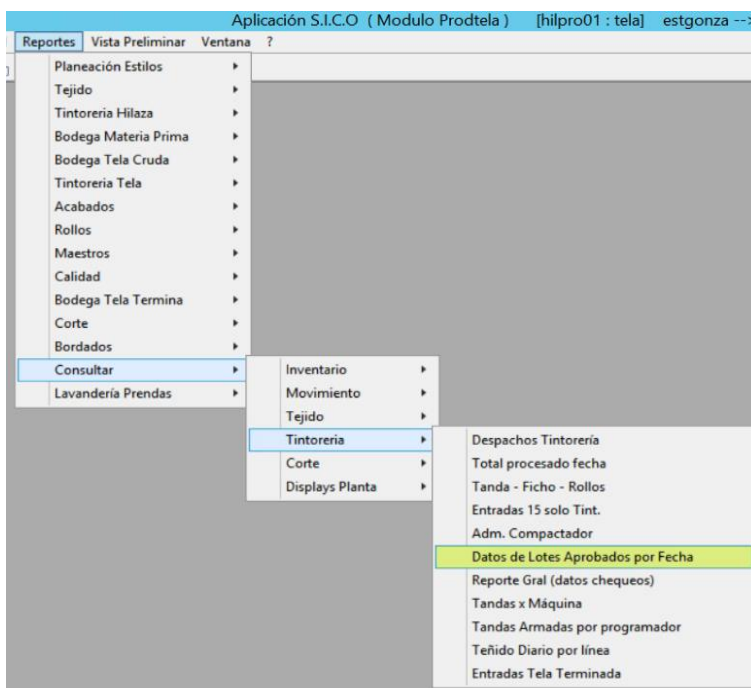 Aplicación S.I.C.O ( Modulo Prodtela ) [hilpro01 : tela] estgonza -->
Reportes Vista Preliminar Ventana ?
Planeación Estilos
Tejido
Tintoreria Hilaza
Bodega Materia Prima
Bodega Tela Cruda
Tintoreria Tela
Acabados
Rollos
Maestros
Calidad
Bodega Tela Termina
Corte
Bordados
Consultar
Lavandería Prendas
Inventario
Movimiento
Tejido
Tintoreria
Corte
Displays Planta
Despachos Tintorería
Total procesado fecha
Tanda - Ficho - Rollos
Entradas 15 solo Tint.
Adm. Compactador
Datos de Lotes Aprobados por Fecha
Reporte Gral (datos chequeos)
Tandas x Máquina
Tandas Armadas por programador
Teñido Diario por línea
Entradas Tela Terminada